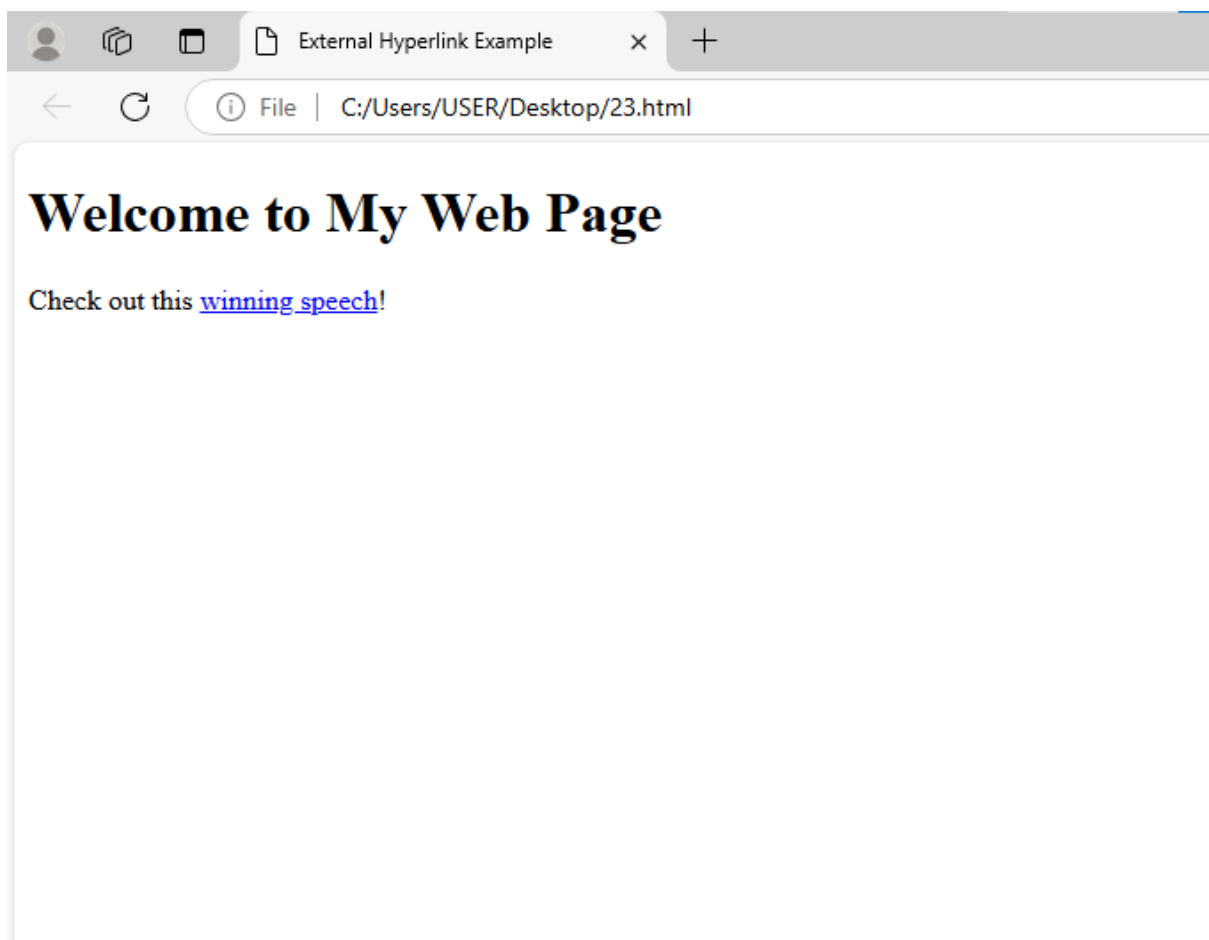 External Hyperlink Example
File | C:/Users/USER/Desktop/23.html
Welcome to My Web Page
Check out this winning speech!